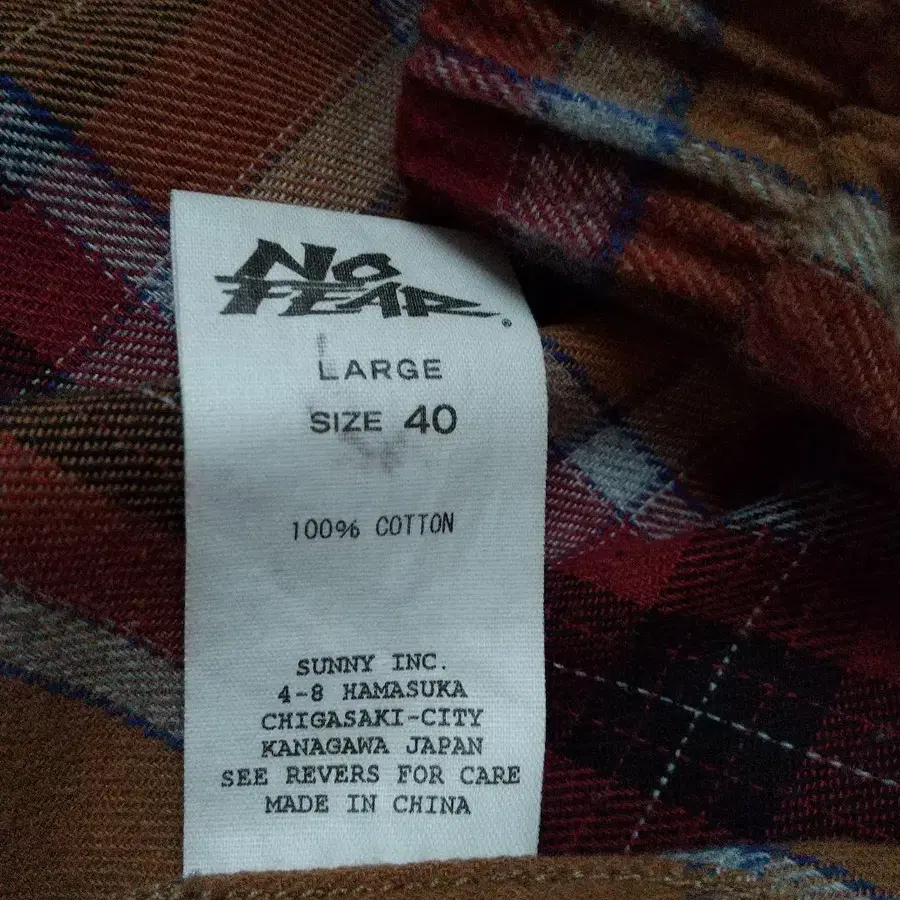 NO
FEAR
LARGE
SIZE 40
100% COTTON
SUNNY INC.
4-8 HAMASUKA
CHIGASAKI-CITY
KANAGAWA JAPAN
SEE REVERS FOR CARE
MADE IN CHINA